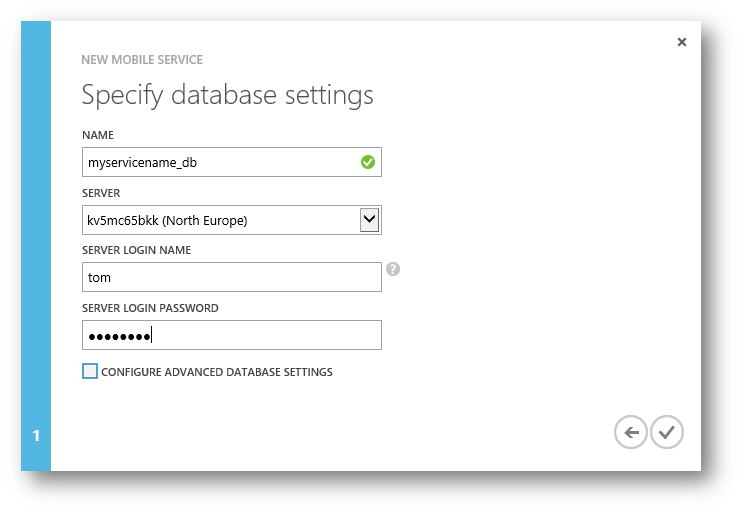 NEW MOBILE SERVICE
Specify database settings
NAME
myservicename_db
SERVER
kv5mc65bkk (North Europe)
SERVER LOGIN NAME
tom
?
SERVER LOGIN PASSWORD
●●●●●●●●
CONFIGURE ADVANCED DATABASE SETTINGS
1